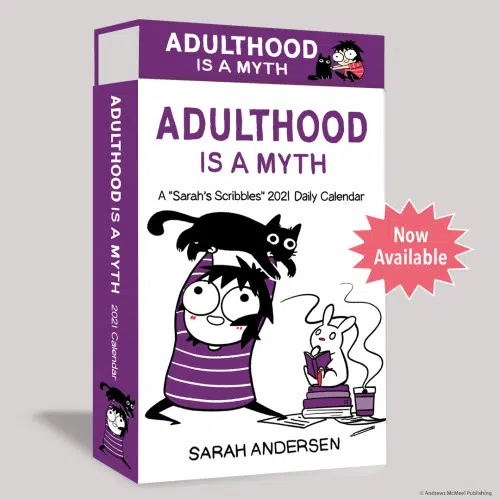 ADULTHOOD
IS A MYTH
ADULTHOOD
IS A MYTH
A "Sarah's Scribbles" 2021 Daily Calendar
SARAH ANDERSEN
ADULTHOOD IS A MYTH
2021 Calendar
Now
Available
© Andrews McMeel Publishing